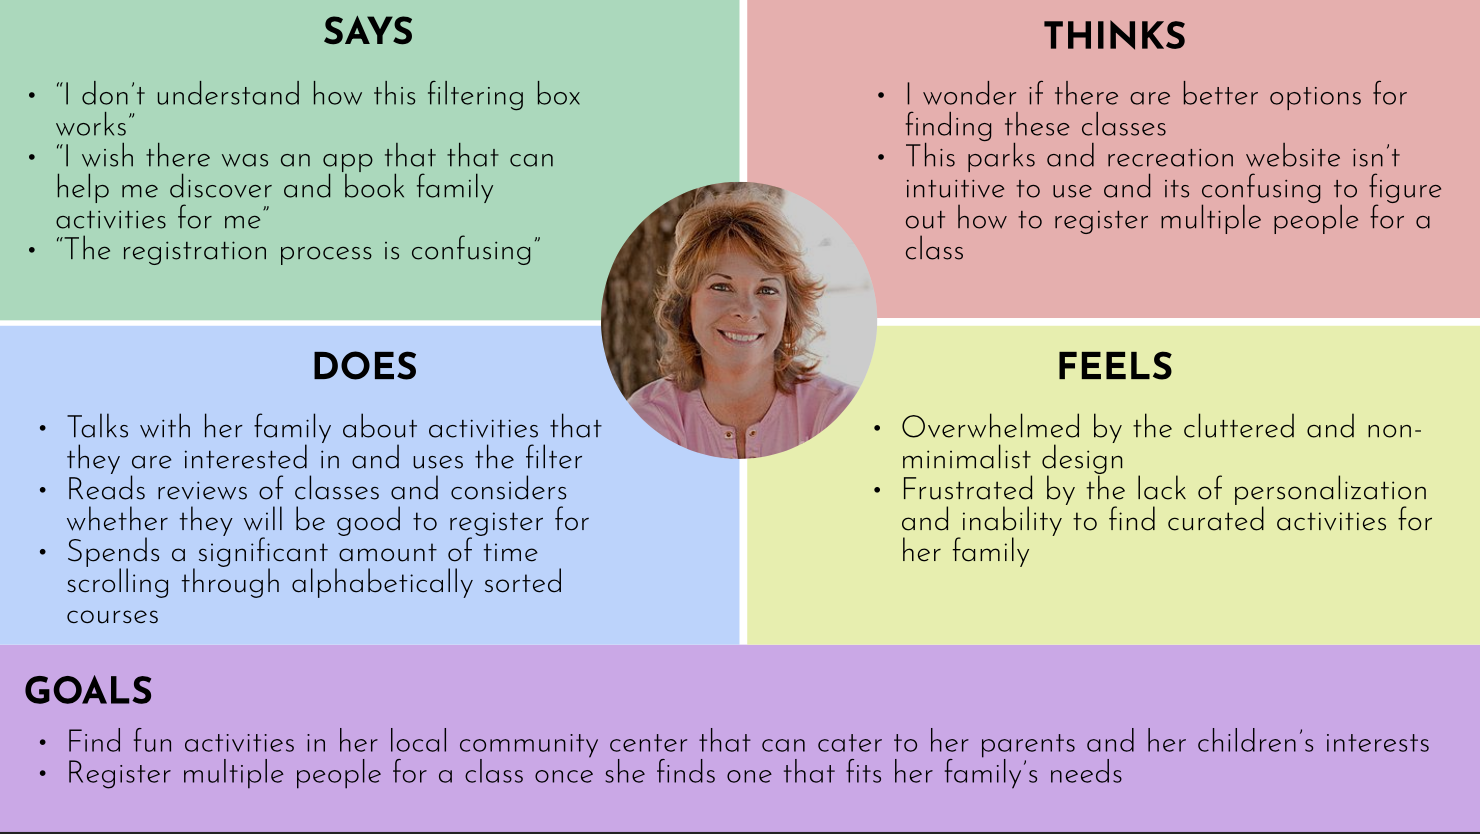 SAYS
• “I don’t understand how this filtering box
works”
• “I wish there was an app that that can
help me discover and book family
activities for me”
• “The registration process is confusing”
THINKS
• I wonder if there are better options for
finding these classes
• This parks and recreation website isn’t
intuitive to use and its confusing to figure
out how to register multiple people for a
class
DOES
• Talks with her family about activities that
they are interested in and uses the filter
• Reads reviews of classes and considers
whether they will be good to register for
• Spends a significant amount of time
scrolling through alphabetically sorted
courses
FEELS
• Overwhelmed by the cluttered and non-
minimalist design
• Frustrated by the lack of personalization
and inability to find curated activities for
her family
GOALS
• Find fun activities in her local community center that can cater to her parents and her children’s interests
• Register multiple people for a class once she finds one that fits her family’s needs